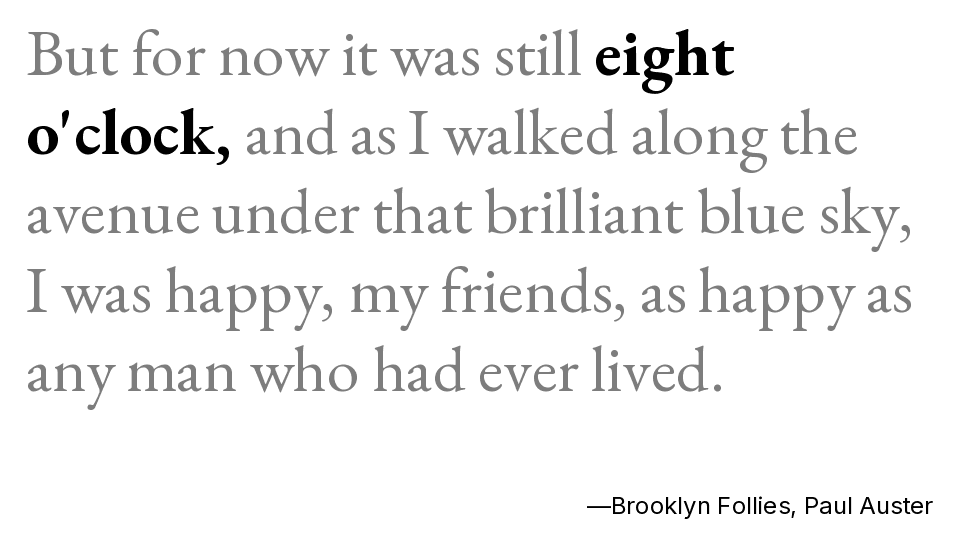 But for now it was still eight
o'clock, and as I walked along the
avenue under that brilliant blue sky,
I was happy, my friends, as happy as
any man who had ever lived.
—Brooklyn Follies, Paul Auster